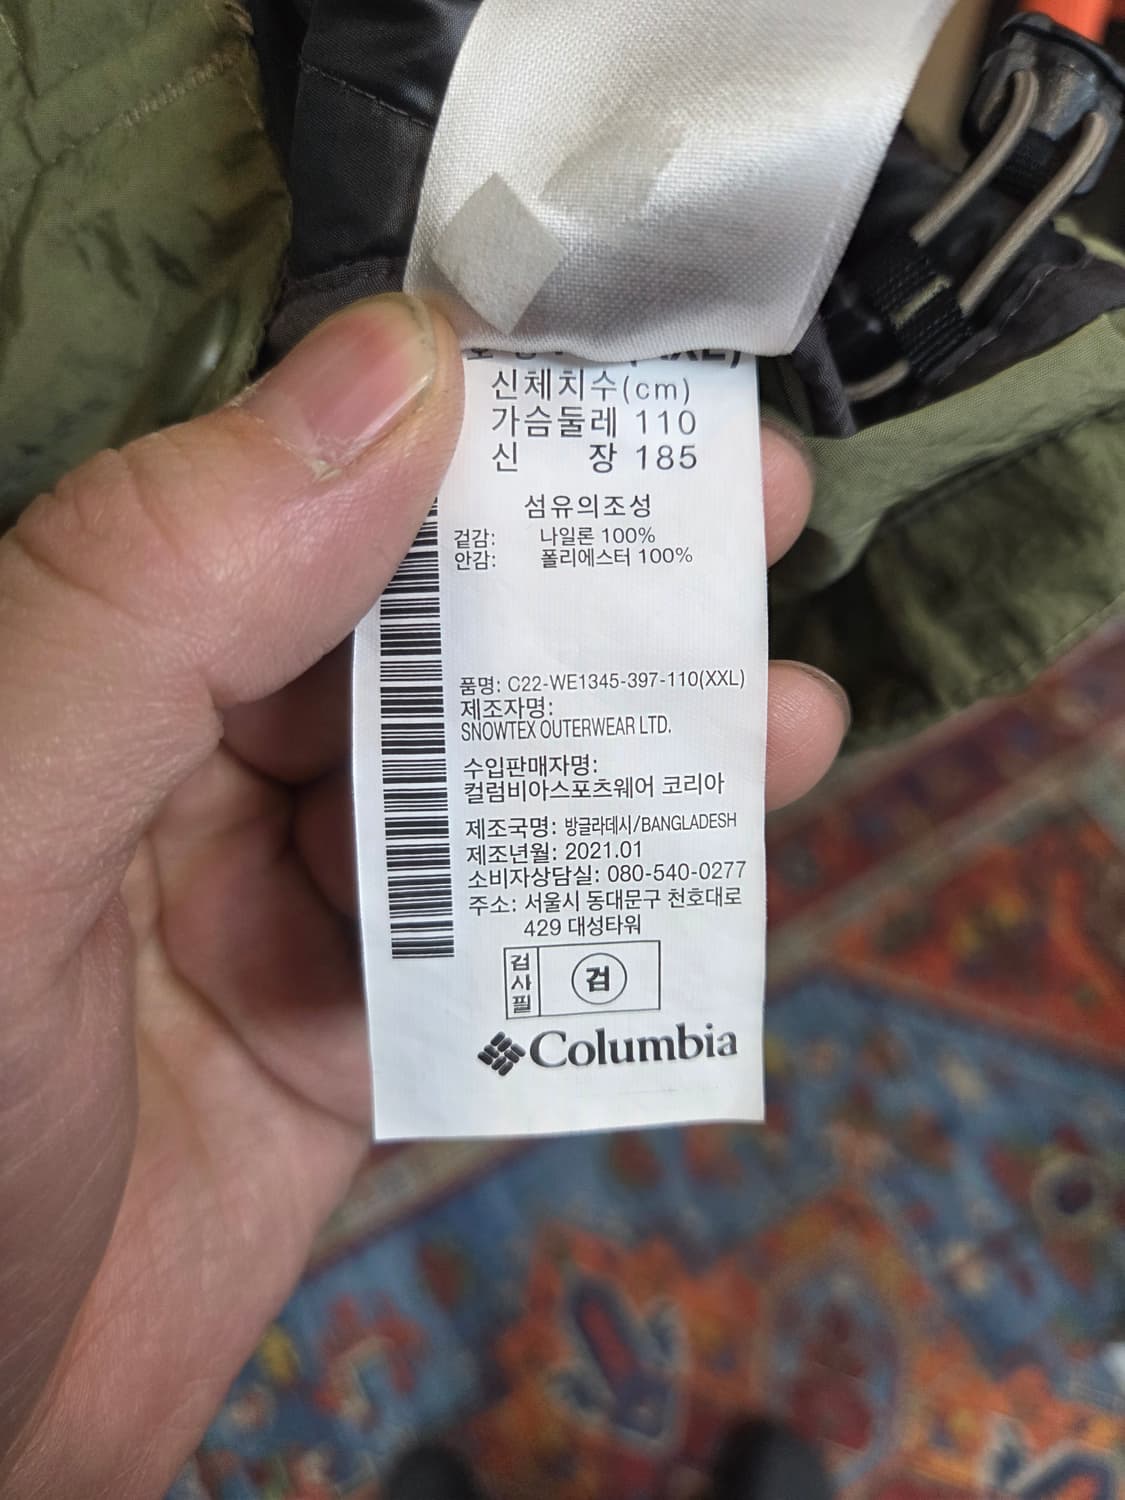 신체치수(cm)
가슴둘레 110
신 장 185
섬유의조성
겉감: 나일론 100%
안감: 폴리에스터 100%
품명: C22-WE1345-397-110(XXL)
제조자명:
SNOWTEX OUTERWEAR LTD.
수입판매자명:
컬럼비아스포츠웨어 코리아
제조국명: 방글라데시/BANGLADESH
제조년월: 2021.01
소비자상담실: 080-540-0277
주소: 서울시 동대문구 천호대로
429 대성타워
검사필
검
Columbia